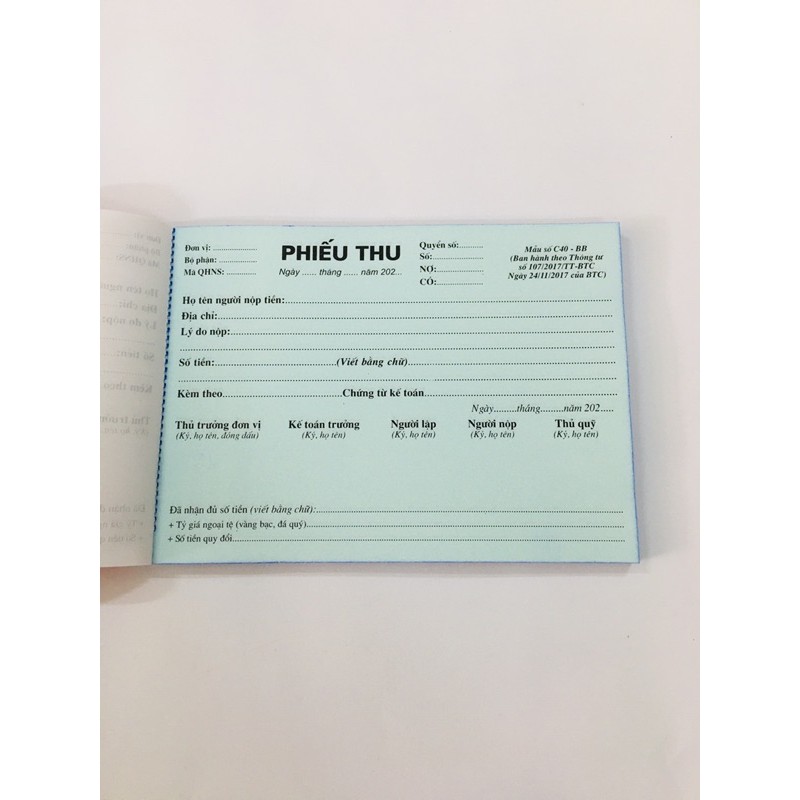 Đơn vị: ....................
Bộ phận: ..................
Mã QHNS: ..............
PHIẾU THU
Ngày ...... tháng ...... năm 202...
Quyển số:..........
Số:.....................
NỢ:....................
CÓ:....................
Mẫu số C40 - BB
(Ban hành theo Thông tư
số 107/2017/TT-BTC
Ngày 24/11/2017 của BTC)
Họ tên người nộp tiền:................................................................
Địa chỉ:................................................................
Lý do nộp:................................................................
................................................................
Số tiền:........................................(Viết bằng chữ)................................................................
................................................................
Kèm theo........................................Chứng từ kế toán................................................................
Ngày.........tháng.........năm 202.....
Thủ trưởng đơn vị Kế toán trưởng Người lập Người nộp Thủ quỹ
(Ký, họ tên, đóng dấu) (Ký, họ tên) (Ký, họ tên) (Ký, họ tên) (Ký, họ tên)
Đã nhận đủ số tiền (viết bằng chữ):................................................................
+ Tỷ giá ngoại tệ (vàng bạc, đá quý)................................................................
+ Số tiền quy đổi................................................................